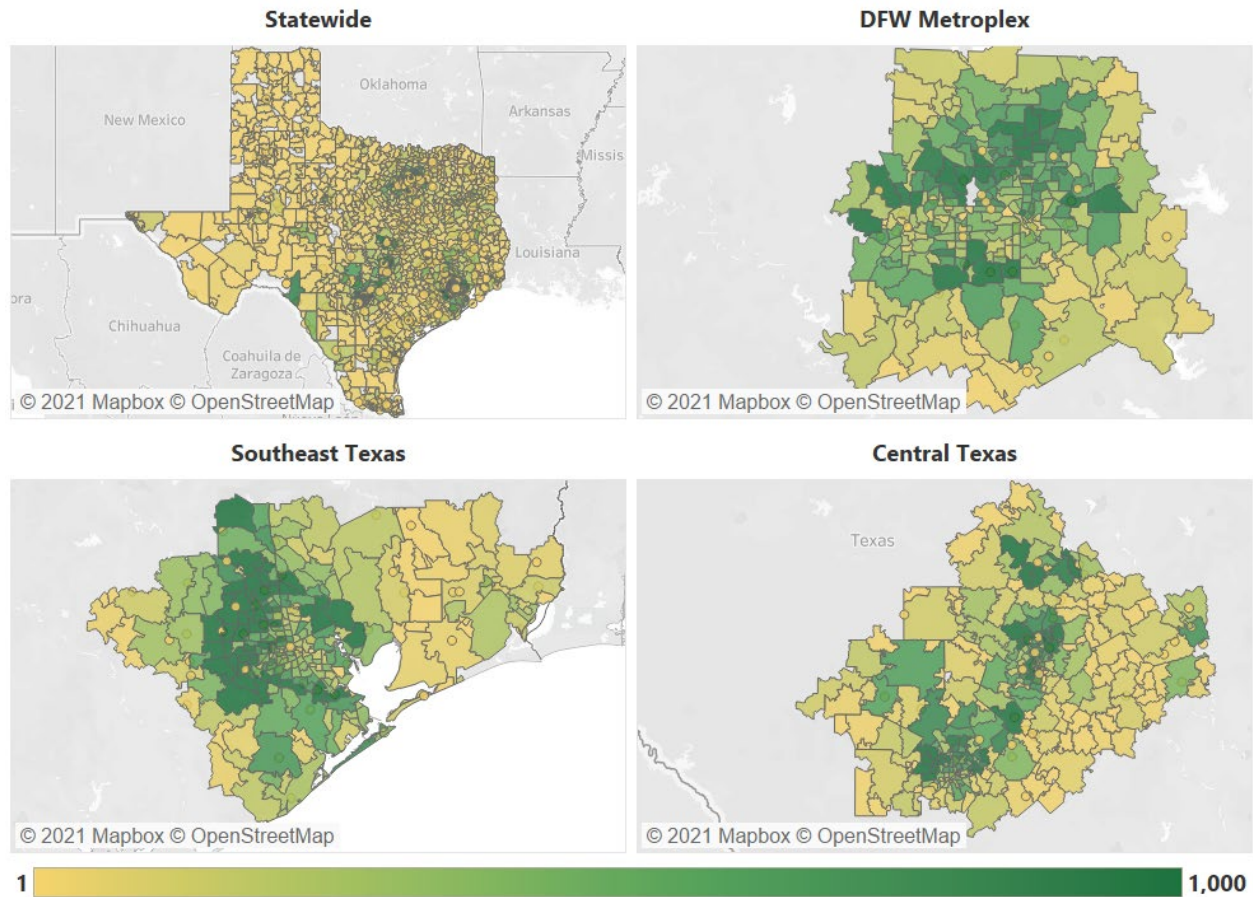 Statewide
DFW Metroplex
New Mexico
Oklahoma
Arkansas
Missis
Louisiana
ora
Chihuahua
Coahuila de
Zaragoza
© 2021 Mapbox © OpenStreetMap
© 2021 Mapbox © OpenStreetMap
Southeast Texas
Central Texas
Texas
© 2021 Mapbox © OpenStreetMap
© 2021 Mapbox © OpenStreetMap
1
1,000